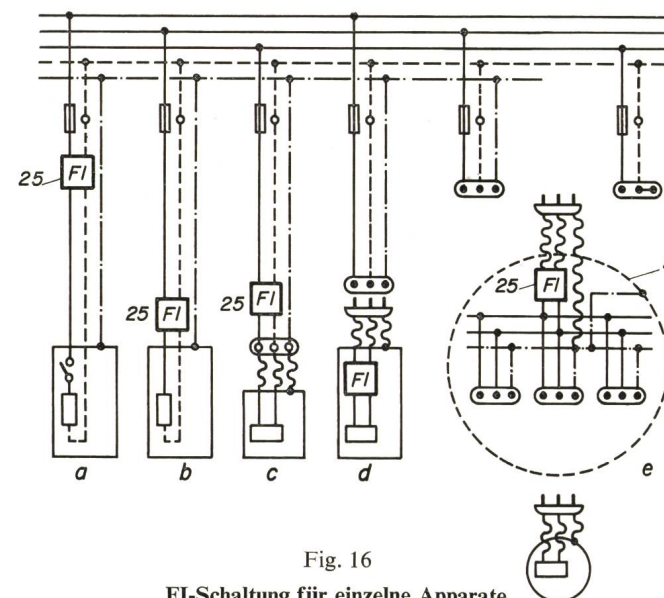 25 FI
25 FI
25 FI
FI
25 FI
a b c d e
Fig. 16
FI-Schaltung für einzelne Apparate